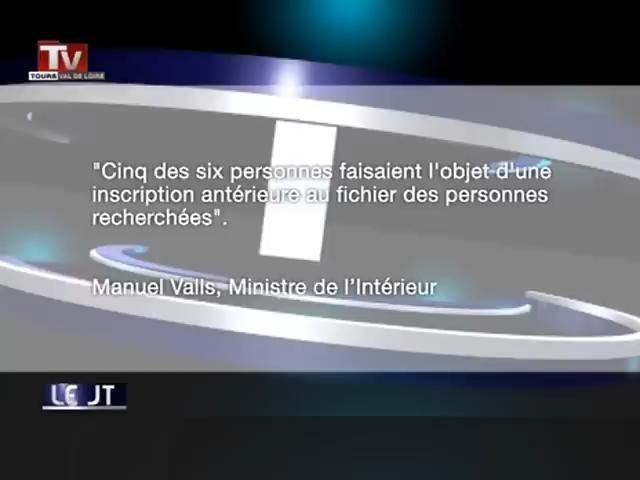 TV
TOURS VAL DE LOIRE
"Cinq des six personnes faisaient l'objet d'une
inscription antérieure au fichier des personnes
recherchées".
Manuel Valls, Ministre de l'Intérieur
LE JT